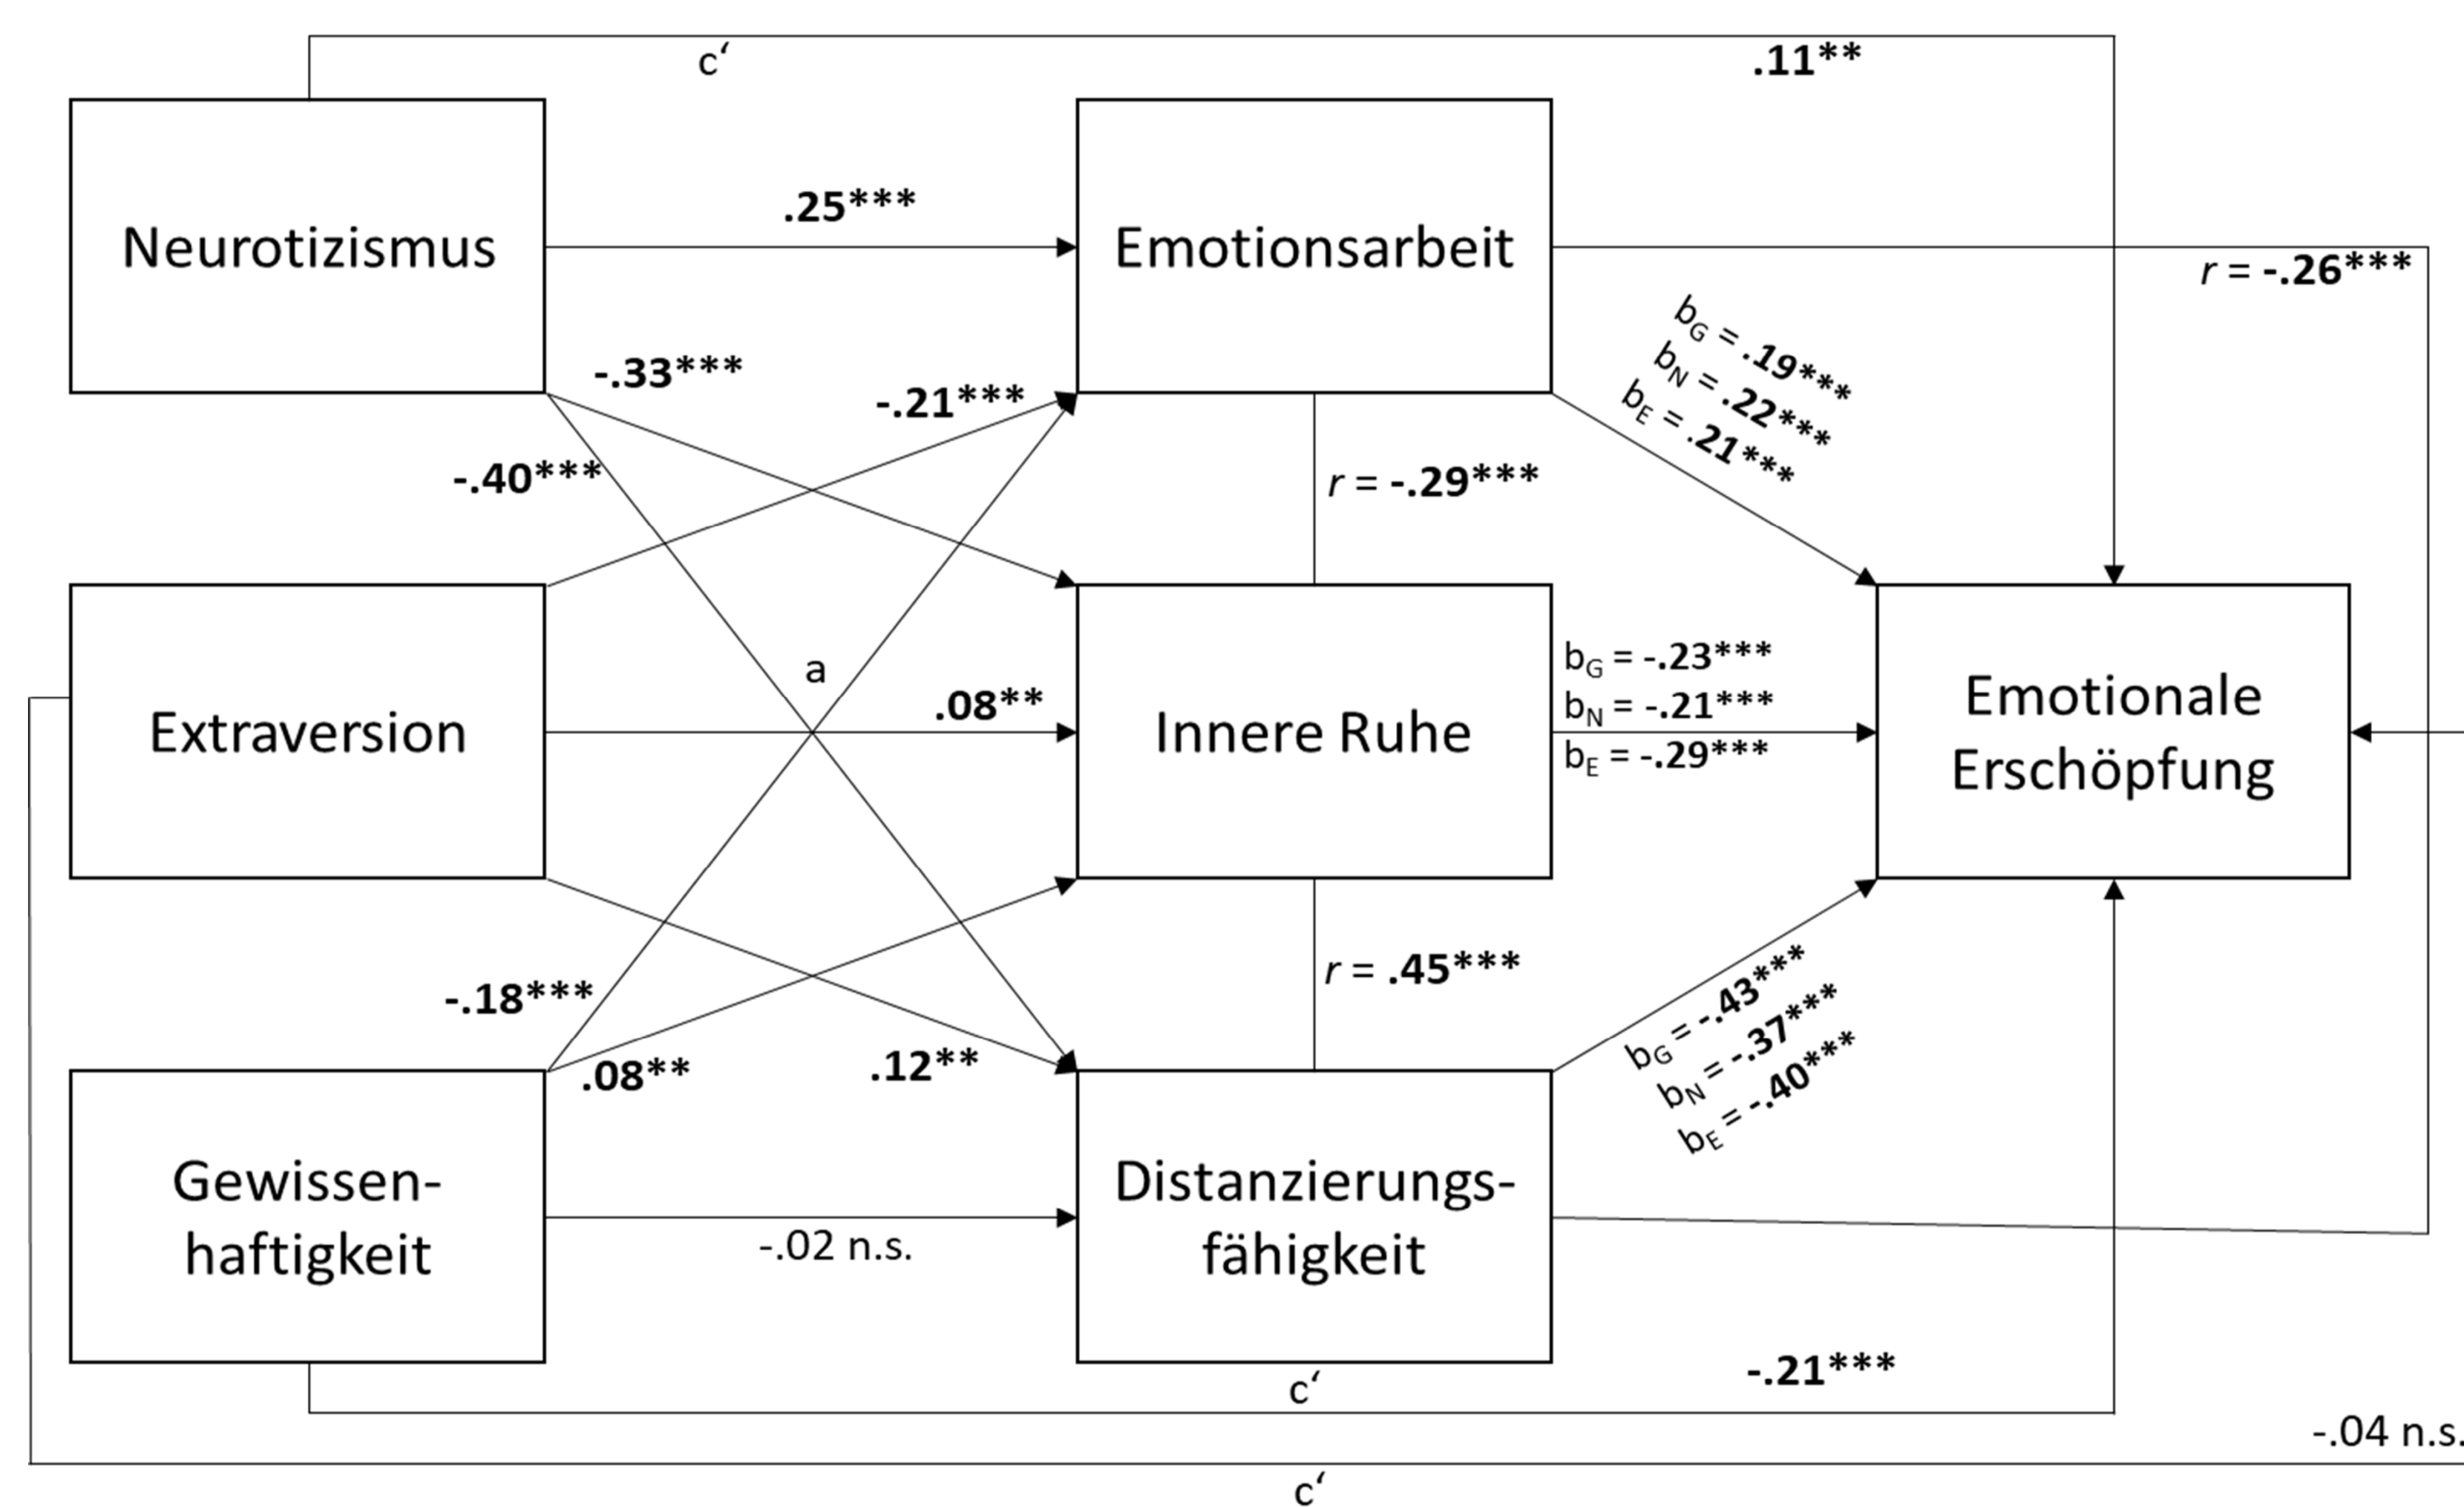 c‘
.11**
Neurotizismus
.25***
Emotionsarbeit
r = -.26***
-.33***
-.21***
-.40***
r = -.29***
bG = .19***
bN = .22***
bE = .21***
Extraversion
a
.08**
Innere Ruhe
bG = -.23***
bN = -.21***
bE = -.29***
Emotionale
Erschöpfung
-.18***
.08**
.12**
r = .45***
bG = -.43***
bN = -.37***
bE = -.40***
Gewissen-
haftigkeit
-.02 n.s.
Distanzierungs-
fähigkeit
c‘
-.21***
-.04 n.s.
c‘